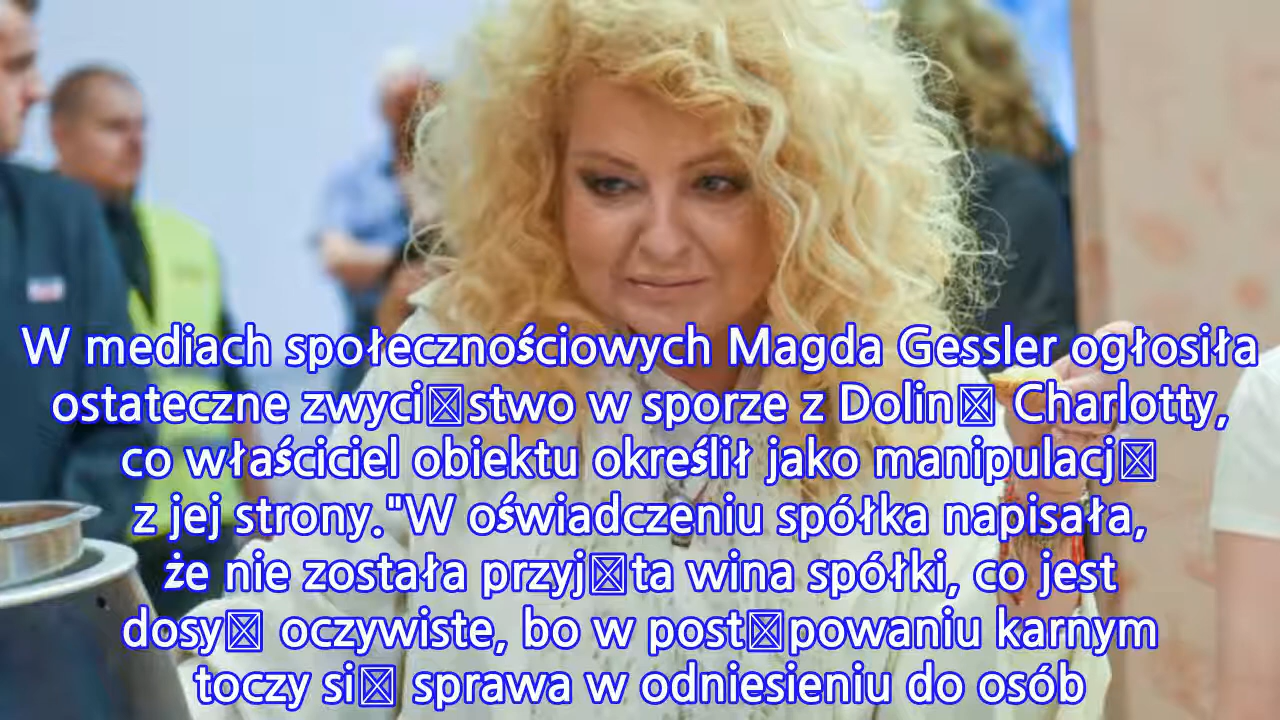 W mediach społecznościowych Magda Gessler ogłosiła
ostateczne zwyci☒stwo w sporze z Dolin☒ Charlotty,
co właściciel obiektu określił jako manipulacj☒
z jej strony."W oświadczeniu spółka napisała,
że nie została przyj☒ta wina spółki, co jest
dosy☒ oczywiste, bo w post☒powaniu karnym
toczy si☒ sprawa w odniesieniu do osób